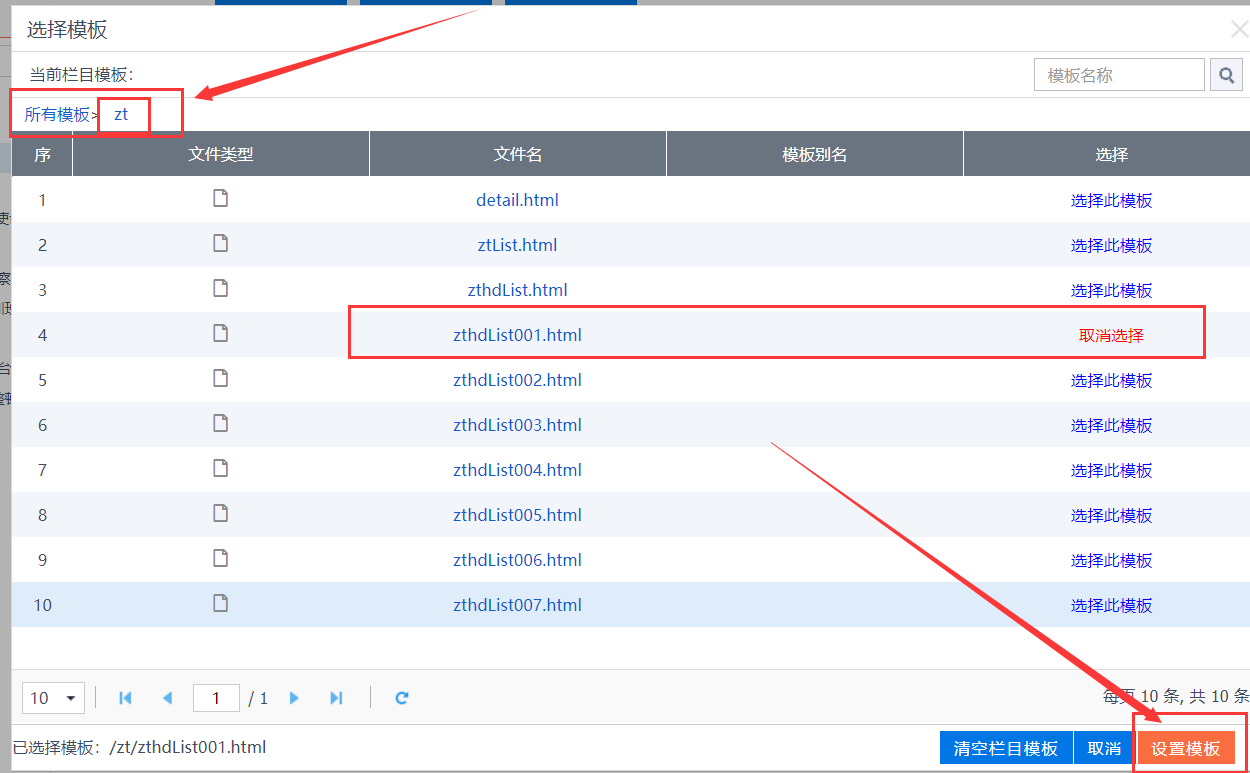 选择模板
当前栏目模板：
模板名称
所有模板> zt
序 文件类型 文件名 模板别名 选择
1 detail.html 选择此模板
2 ztList.html 选择此模板
3 zthdList.html 选择此模板
4 zthdList001.html 取消选择
5 zthdList002.html 选择此模板
6 zthdList003.html 选择此模板
7 zthdList004.html 选择此模板
8 zthdList005.html 选择此模板
9 zthdList006.html 选择此模板
10 zthdList007.html 选择此模板
10 1 / 1 每页 10 条, 共 10 条
已选择模板：/zt/zthdList001.html 清空栏目模板 取消 设置模板